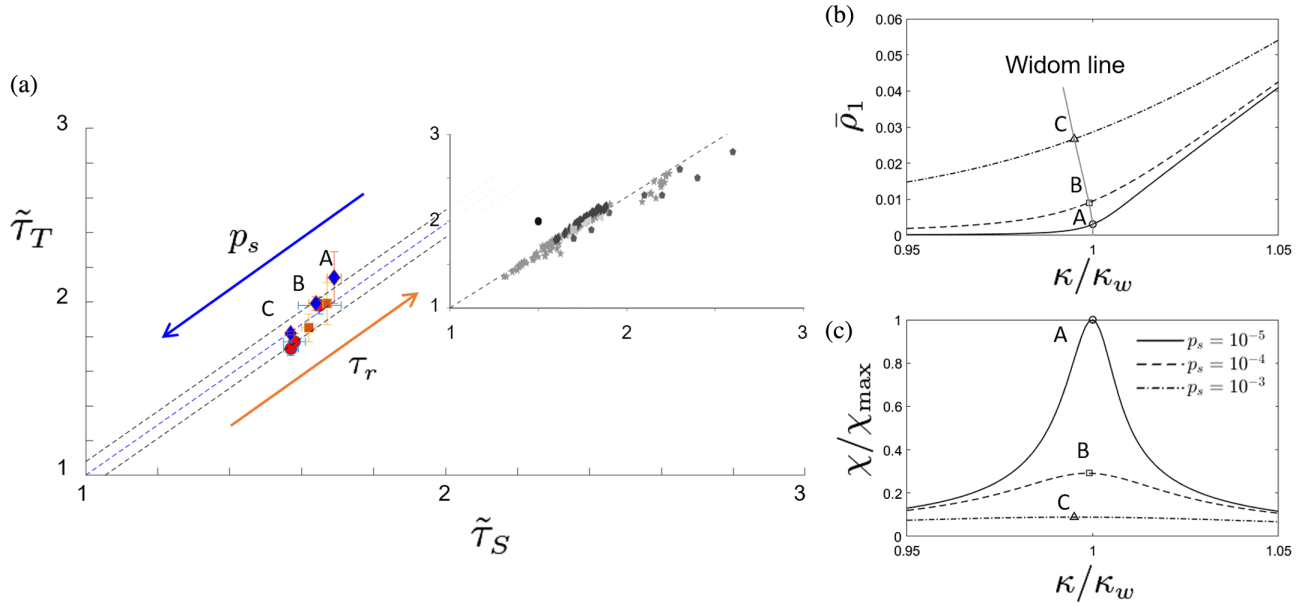 (a)
3
2
1
1
2
3
τ̃_T
τ̃_S
p_s
τ_r
A
B
C
3
2
1
1
2
3
(b)
0.06
0.05
0.04
0.03
0.02
0.01
0
0.95
1
1.05
ρ̄_1
κ/κ_w
Widom line
C
B
A
(c)
1
0.8
0.6
0.4
0.2
0
0.95
1
1.05
χ/χ_max
κ/κ_w
A
B
C
p_s = 10^-5
p_s = 10^-4
p_s = 10^-3